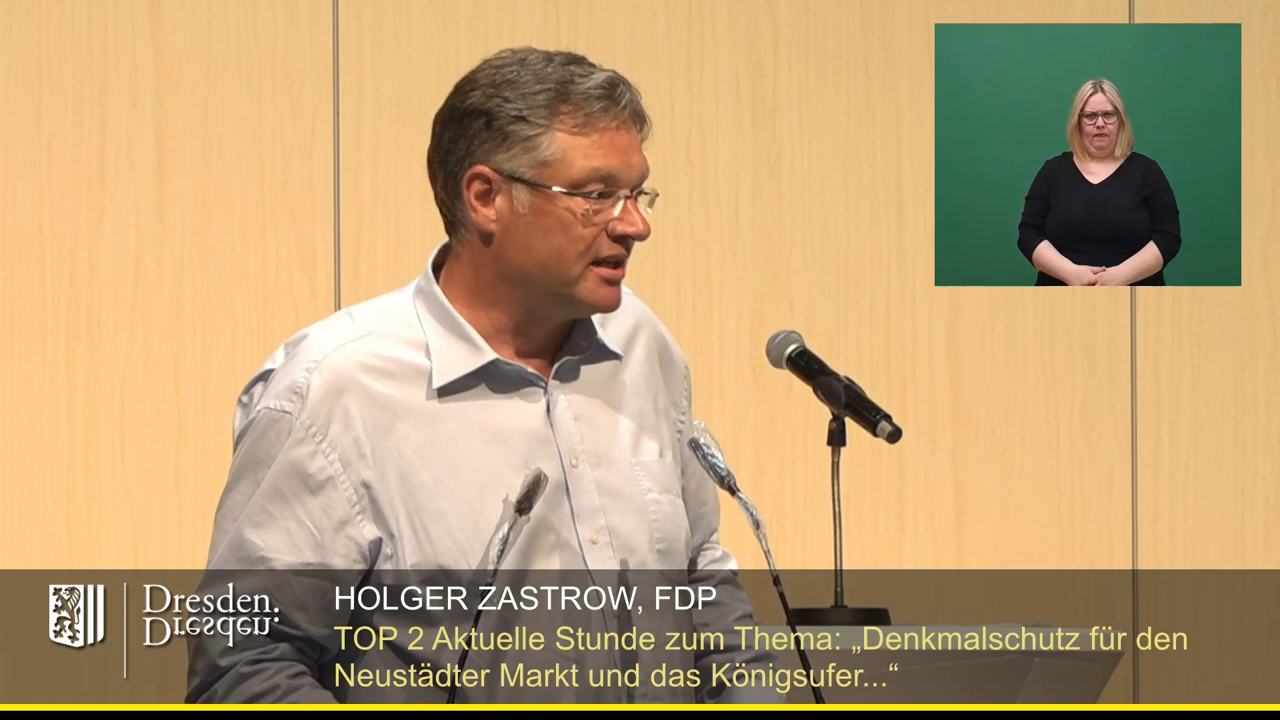 Dresden.
Dresden.
HOLGER ZASTROW, FDP
TOP 2 Aktuelle Stunde zum Thema: „Denkmalschutz für den
Neustädter Markt und das Königsufer...“